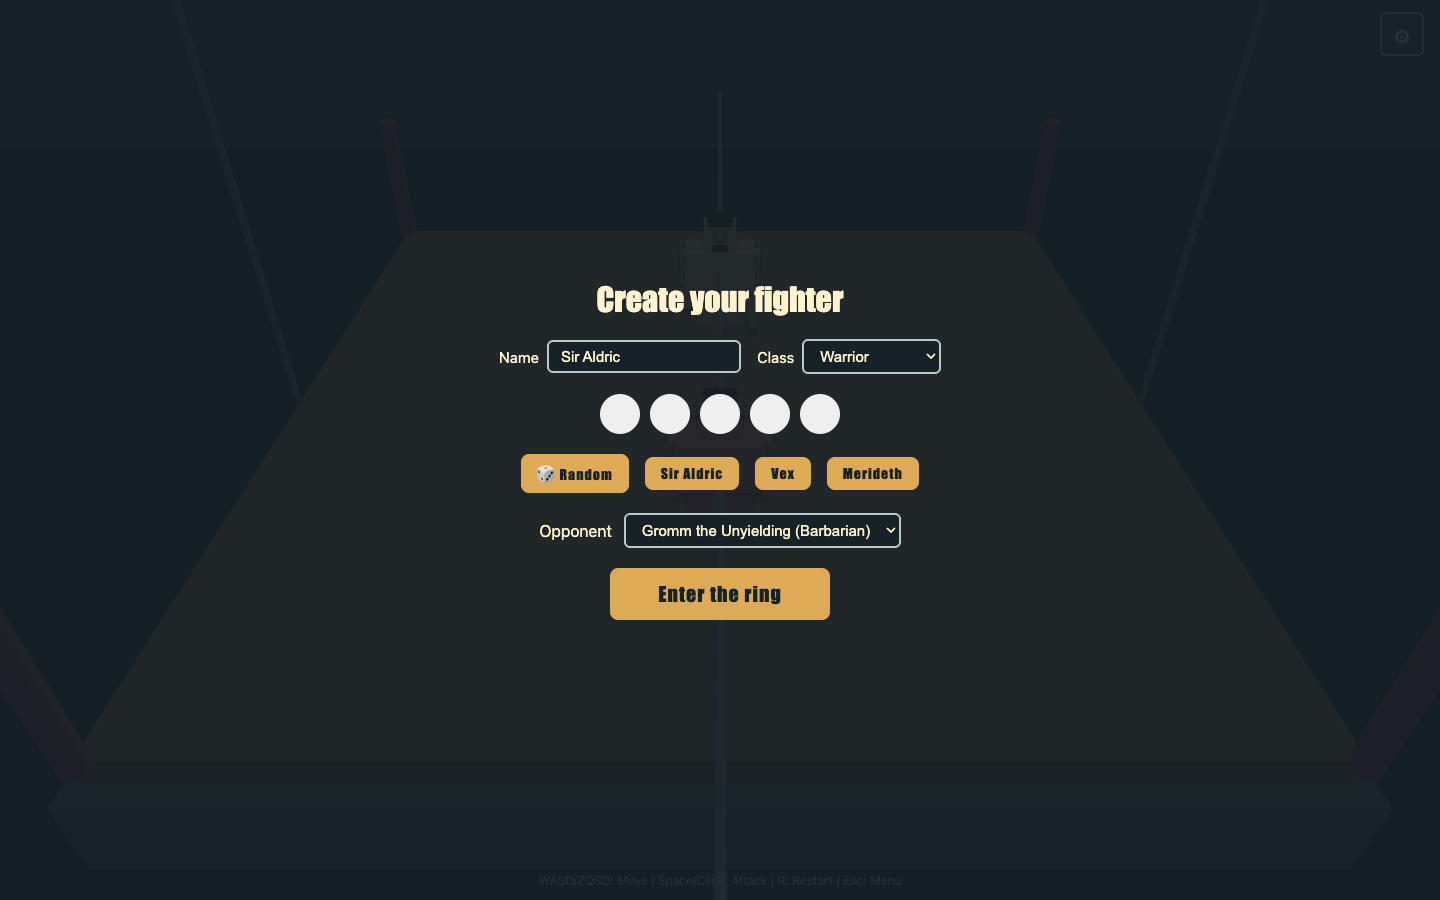 Create your fighter
Name Sir Aldric Class Warrior
Random Sir Aldric Vex Merideth
Opponent Gromm the Unyielding (Barbarian)
Enter the ring
WASD/ZQSD: Move | Space/Click: Attack | R: Restart | Esc: Menu